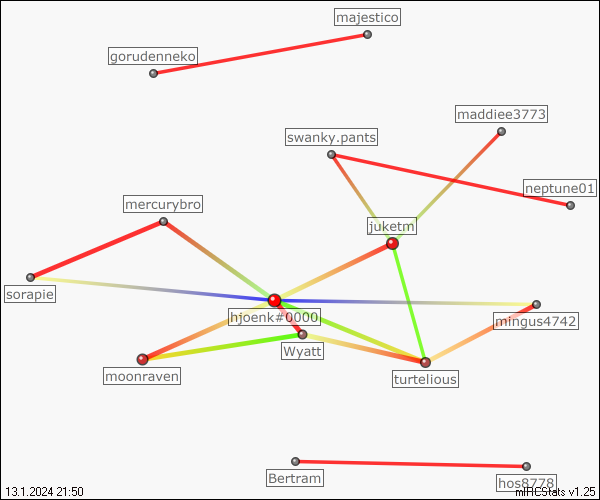 majestico
gorudenneko
maddiee3773
swanky.pants
neptune01
mercurybro
juketm
sorapie
hjoenk#0000
mingus4742
Wyatt
moonraven
turtelious
Bertram
hos8778
13.1.2024 21:50
mIRCStats v1.25